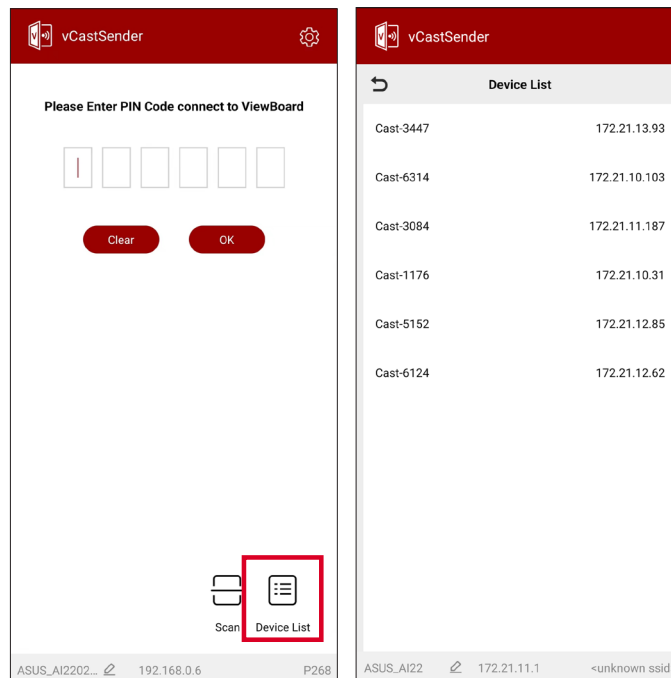 vCastSender
Please Enter PIN Code connect to ViewBoard
Clear OK
Scan Device List
ASUS_AI2202... 192.168.0.6 P268
vCastSender
Device List
Cast-3447 172.21.13.93
Cast-6314 172.21.10.103
Cast-3084 172.21.11.187
Cast-1176 172.21.10.31
Cast-5152 172.21.12.85
Cast-6124 172.21.12.62
ASUS_AI22 172.21.11.1 <unknown ssid